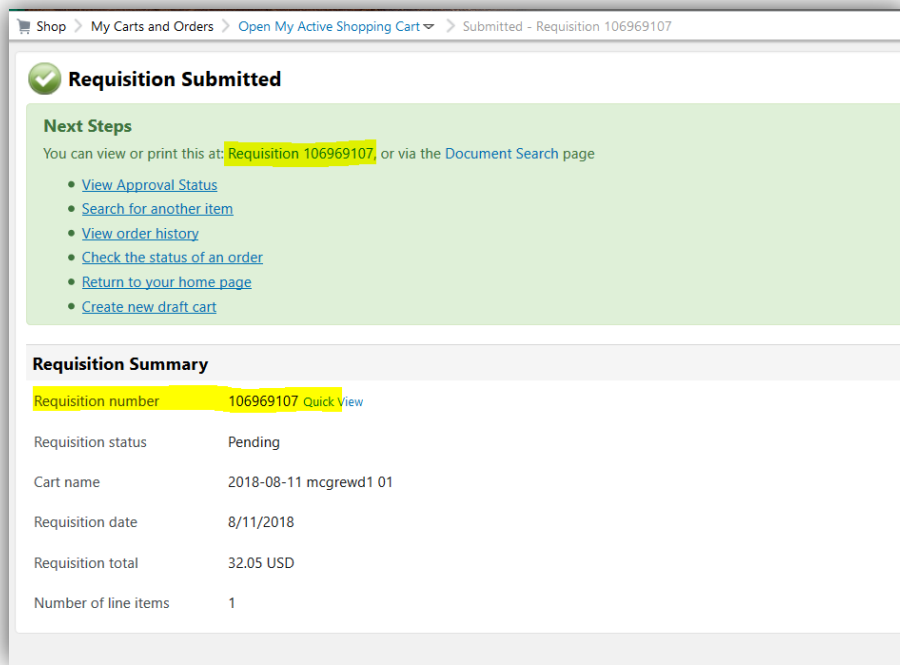 Shop My Carts and Orders Open My Active Shopping Cart Submitted - Requisition 106969107
Requisition Submitted
Next Steps
You can view or print this at: Requisition 106969107, or via the Document Search page
View Approval Status
Search for another item
View order history
Check the status of an order
Return to your home page
Create new draft cart
Requisition Summary
Requisition number 106969107 Quick View
Requisition status Pending
Cart name 2018-08-11 mcgrewd1 01
Requisition date 8/11/2018
Requisition total 32.05 USD
Number of line items 1